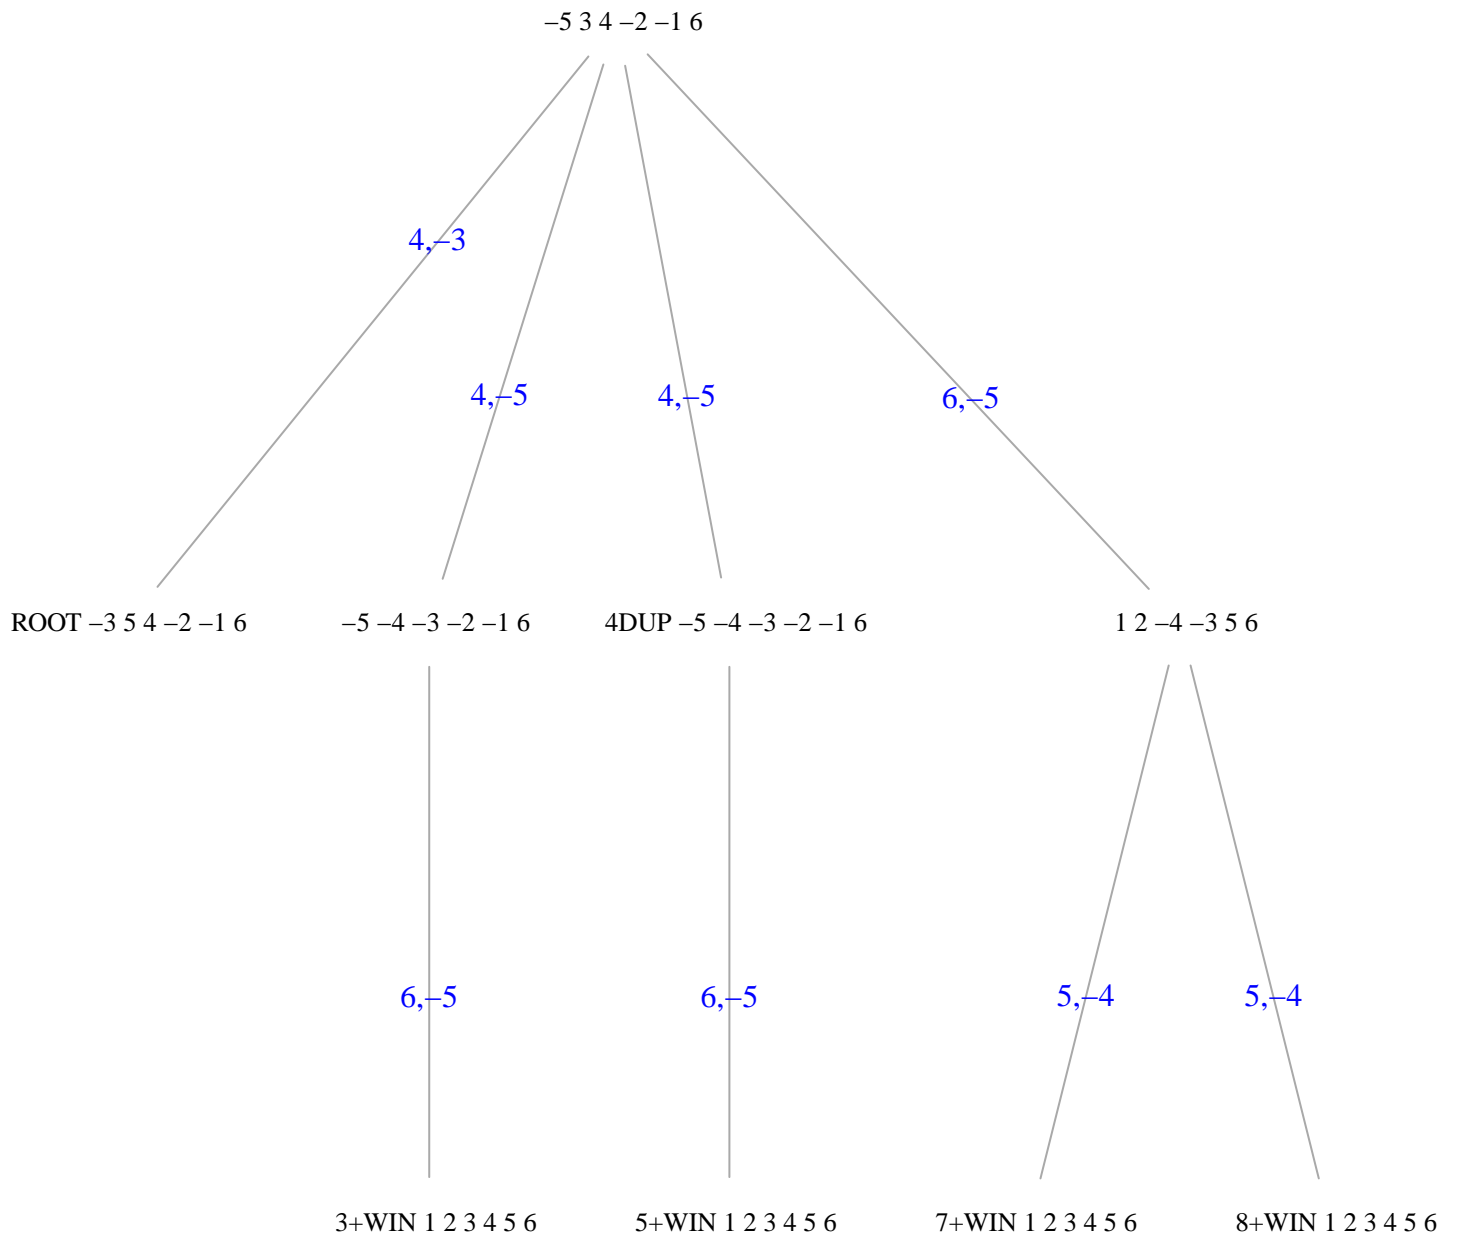 –5 3 4 –2 –1 6
4,–3
4,–5
4,–5
6,–5
ROOT –3 5 4 –2 –1 6
–5 –4 –3 –2 –1 6
4DUP –5 –4 –3 –2 –1 6
1 2 –4 –3 5 6
6,–5
6,–5
5,–4
5,–4
3+WIN 1 2 3 4 5 6
5+WIN 1 2 3 4 5 6
7+WIN 1 2 3 4 5 6
8+WIN 1 2 3 4 5 6